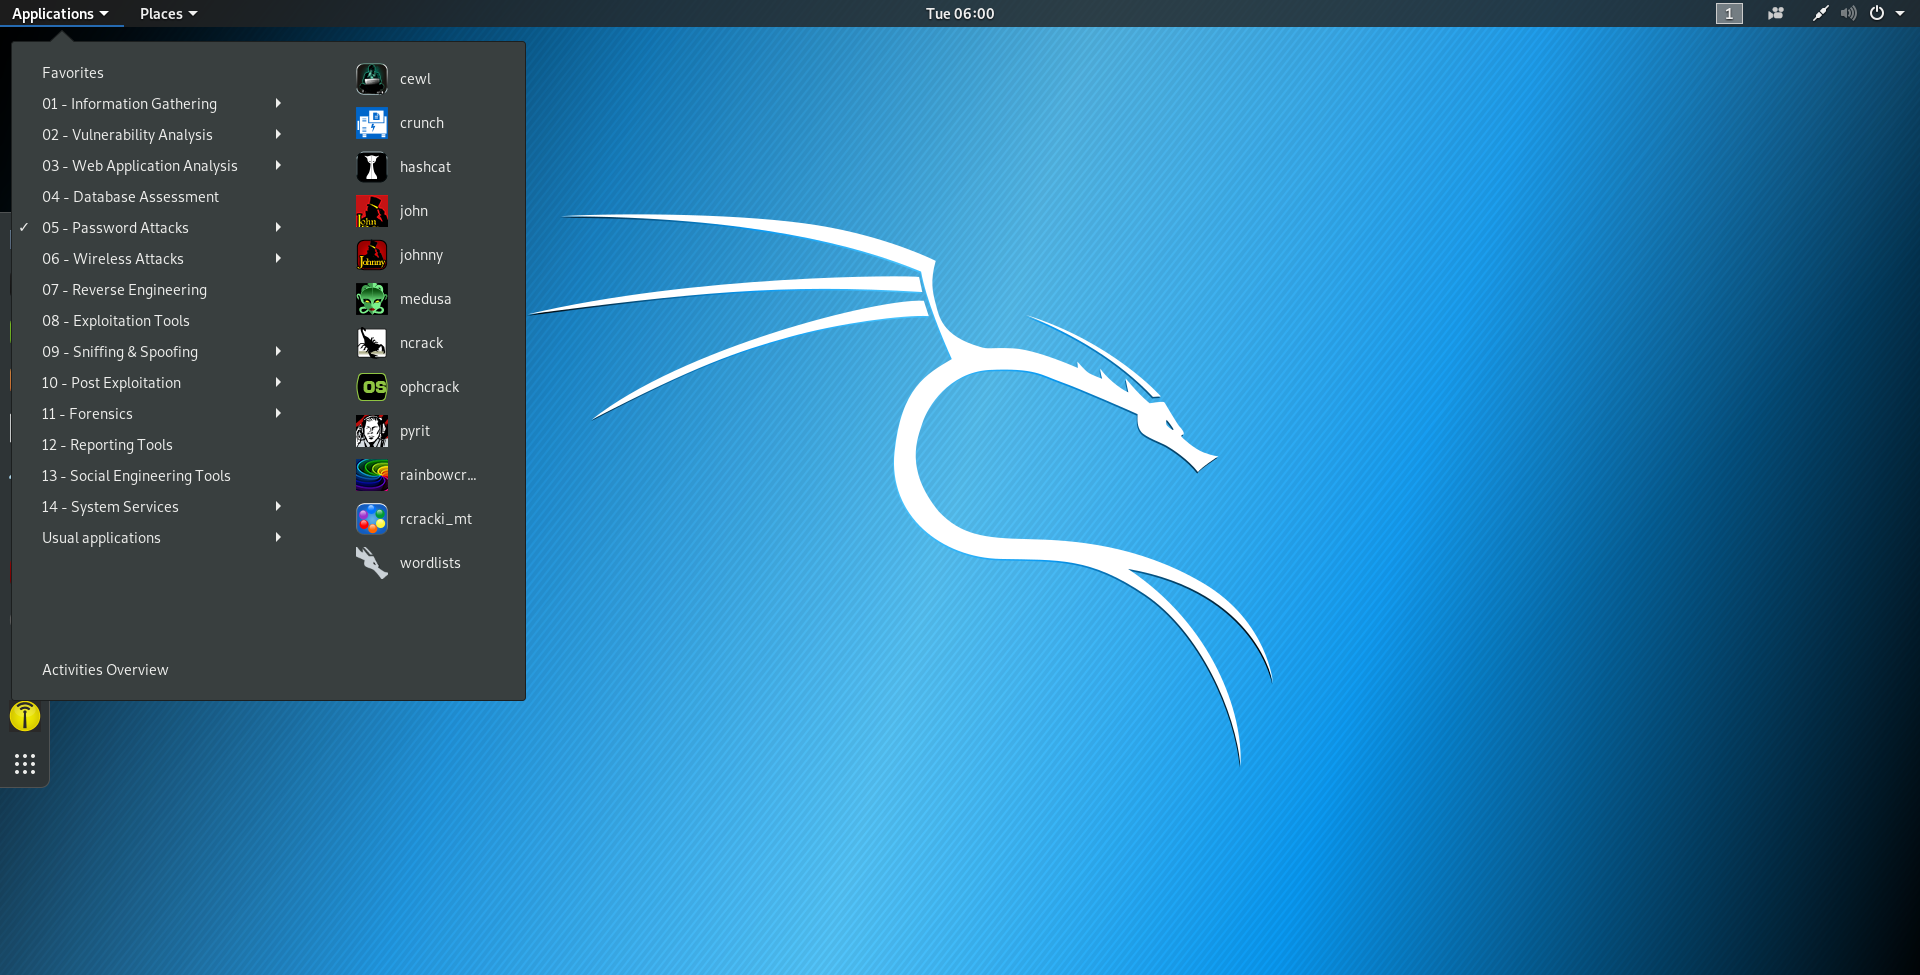 Applications Places Tue 06:00 1
Favorites
01 - Information Gathering
02 - Vulnerability Analysis
03 - Web Application Analysis
04 - Database Assessment
✓ 05 - Password Attacks
06 - Wireless Attacks
07 - Reverse Engineering
08 - Exploitation Tools
09 - Sniffing & Spoofing
10 - Post Exploitation
11 - Forensics
12 - Reporting Tools
13 - Social Engineering Tools
14 - System Services
Usual applications
Activities Overview
cewl
crunch
hashcat
John
john
Johnny
johnny
medusa
ncrack
OS
ophcrack
pyrit
rainbowcr...
rcracki_mt
wordlists